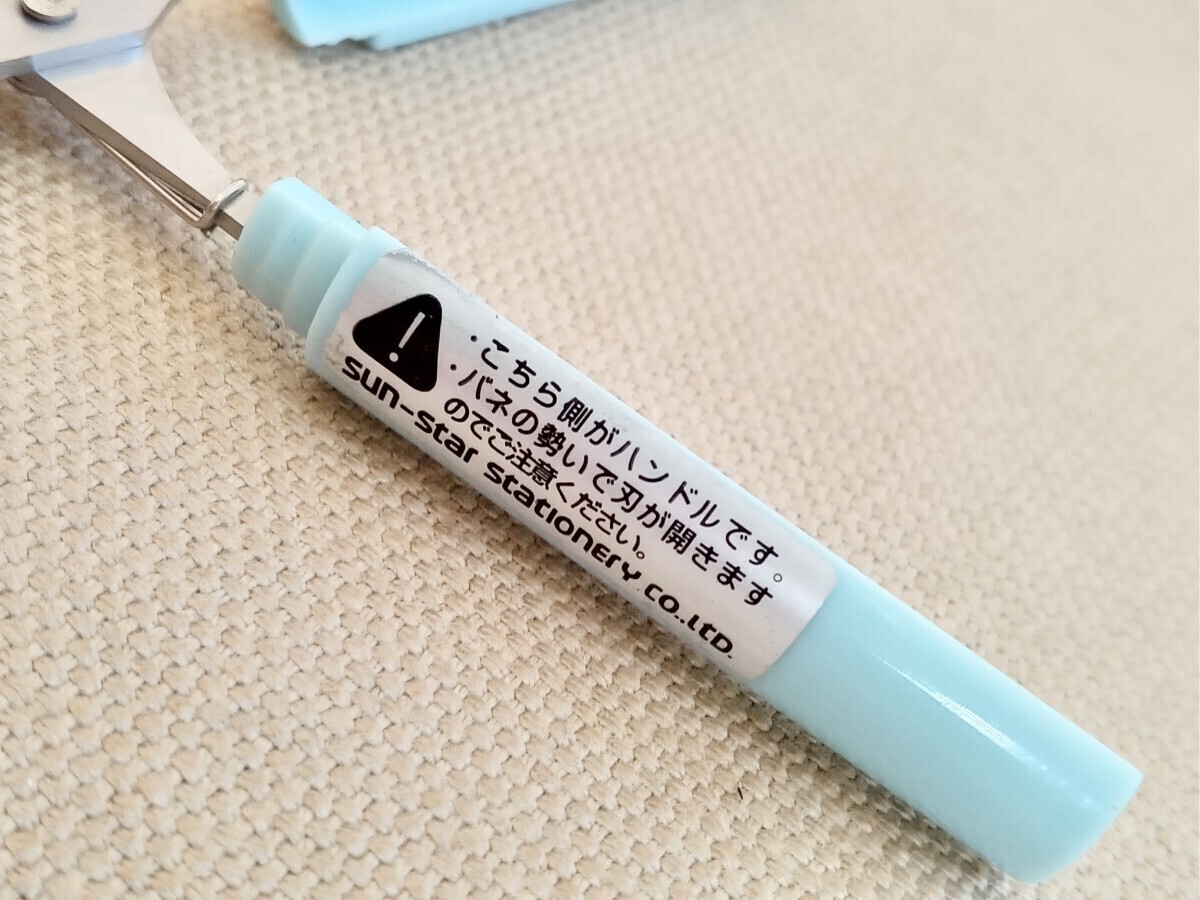 ・こちら側がハンドルです。
・バネの勢いで刃が開きます
のでご注意ください。
sun-star stationery co.,ltd.